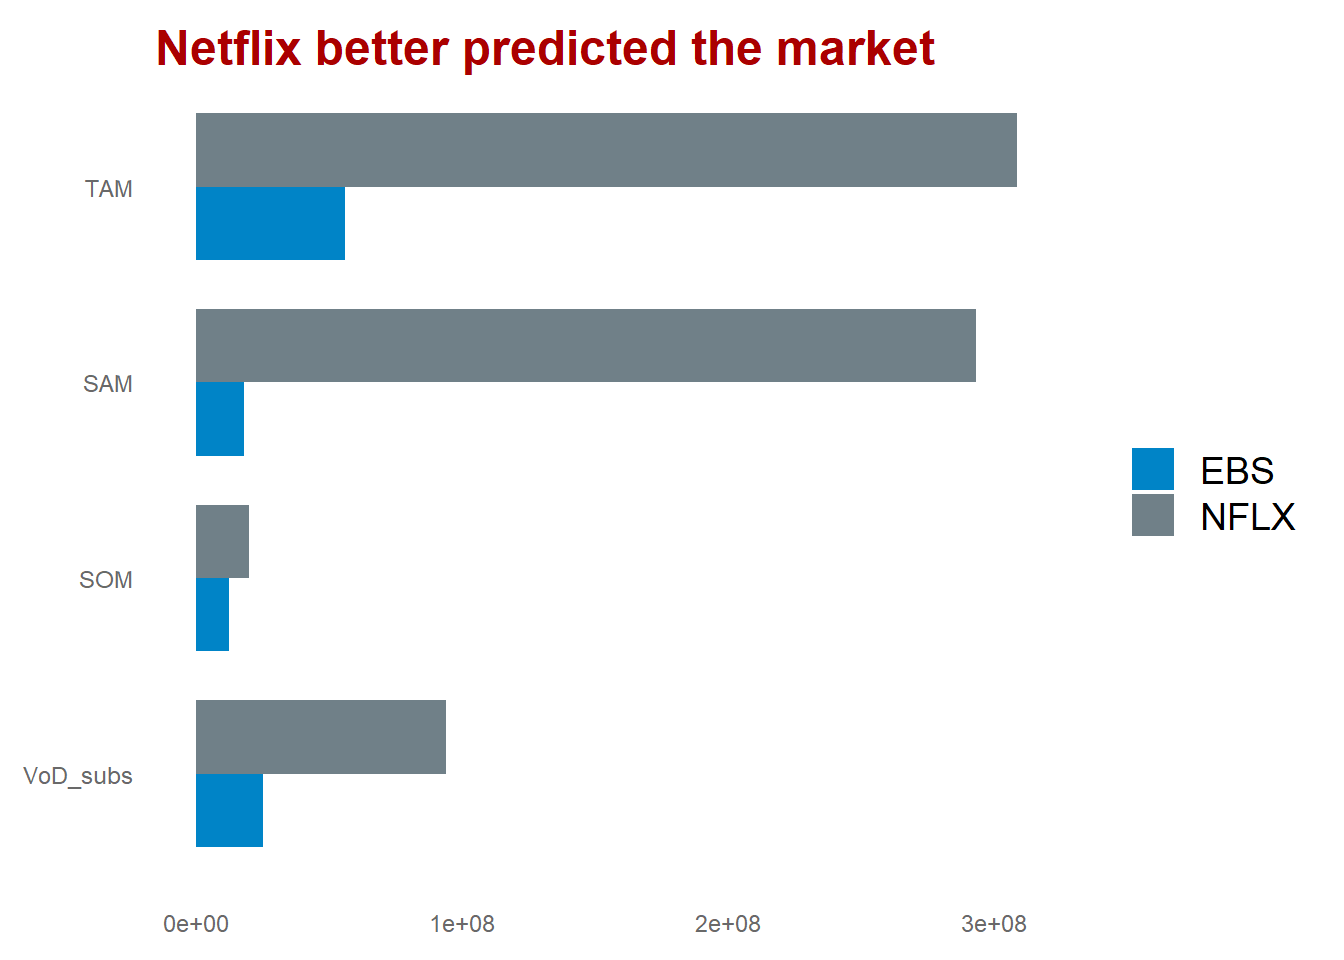 Netflix better predicted the market
TAM
SAM
SOM
VoD_subs
0e+00 1e+08 2e+08 3e+08
EBS
NFLX